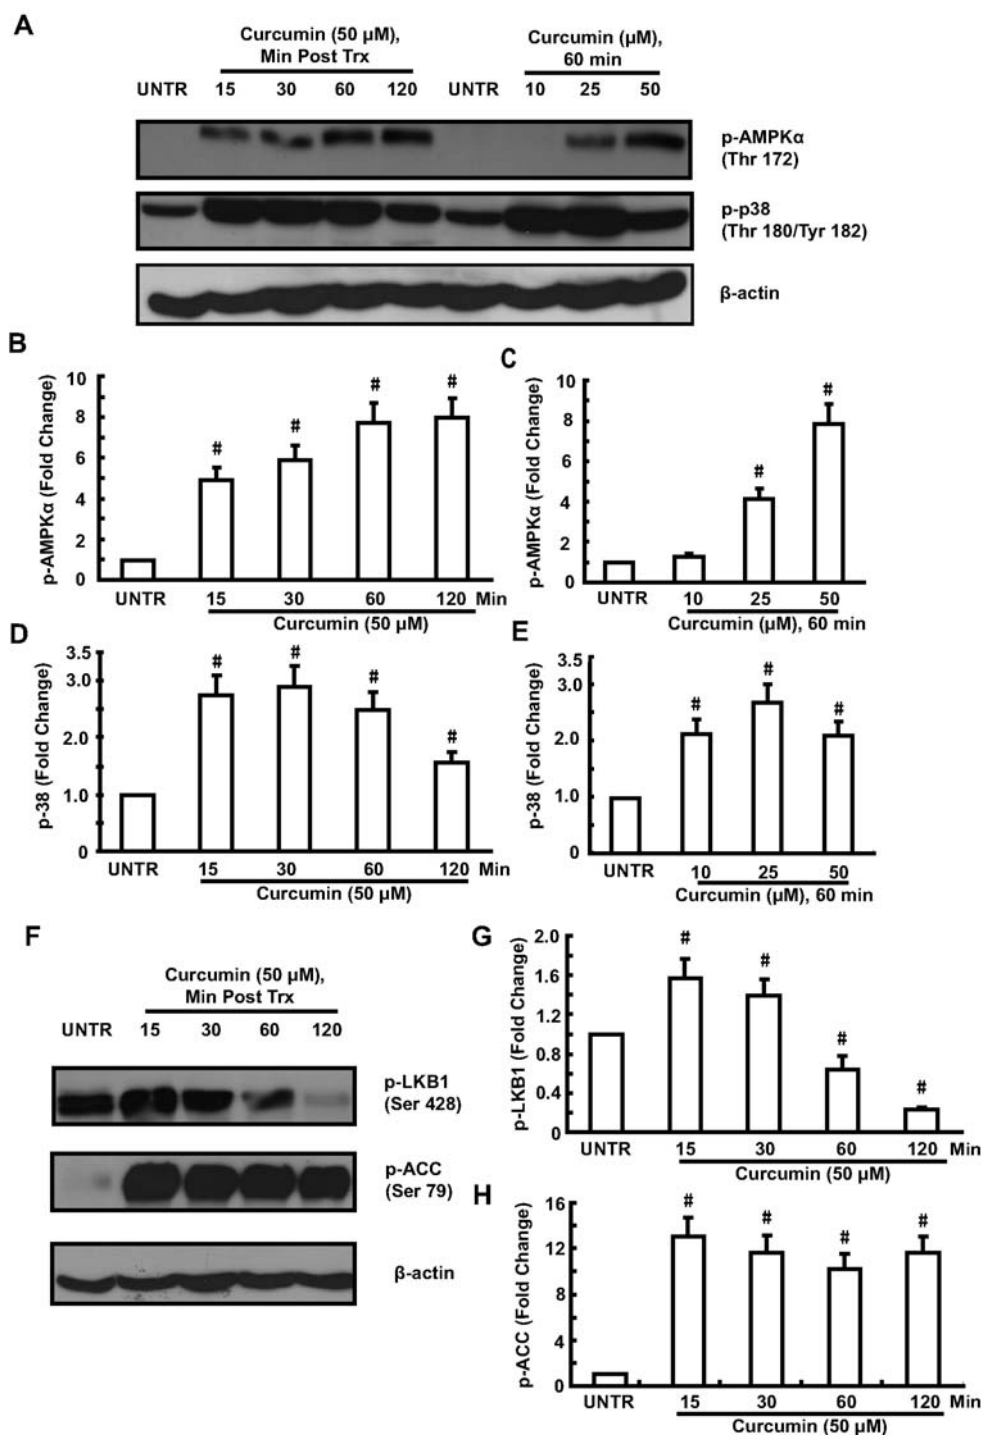 A
Curcumin (50 µM),
Min Post Trx
Curcumin (µM),
60 min
UNTR 15 30 60 120 UNTR 10 25 50
p-AMPKα
(Thr 172)
p-p38
(Thr 180/Tyr 182)
β-actin
B
p-AMPKα (Fold Change)
10
8
6
4
2
0
# # # #
UNTR 15 30 60 120 Min
Curcumin (50 µM)
C
p-AMPKα (Fold Change)
10
8
6
4
2
0
# #
UNTR 10 25 50
Curcumin (µM), 60 min
D
p-38 (Fold Change)
3.5
3.0
2.0
1.0
0
# # # #
UNTR 15 30 60 120 Min
Curcumin (50 µM)
E
p-38 (Fold Change)
3.5
3.0
2.0
1.0
0
# # #
UNTR 10 25 50
Curcumin (µM), 60 min
F
Curcumin (50 µM),
Min Post Trx
UNTR 15 30 60 120
p-LKB1
(Ser 428)
p-ACC
(Ser 79)
β-actin
G
p-LKB1 (Fold Change)
2.0
1.6
1.2
0.8
0.4
0
# # # #
UNTR 15 30 60 120 Min
Curcumin (50 µM)
H
p-ACC (Fold Change)
16
12
8
4
0
# # # #
UNTR 15 30 60 120 Min
Curcumin (50 µM)